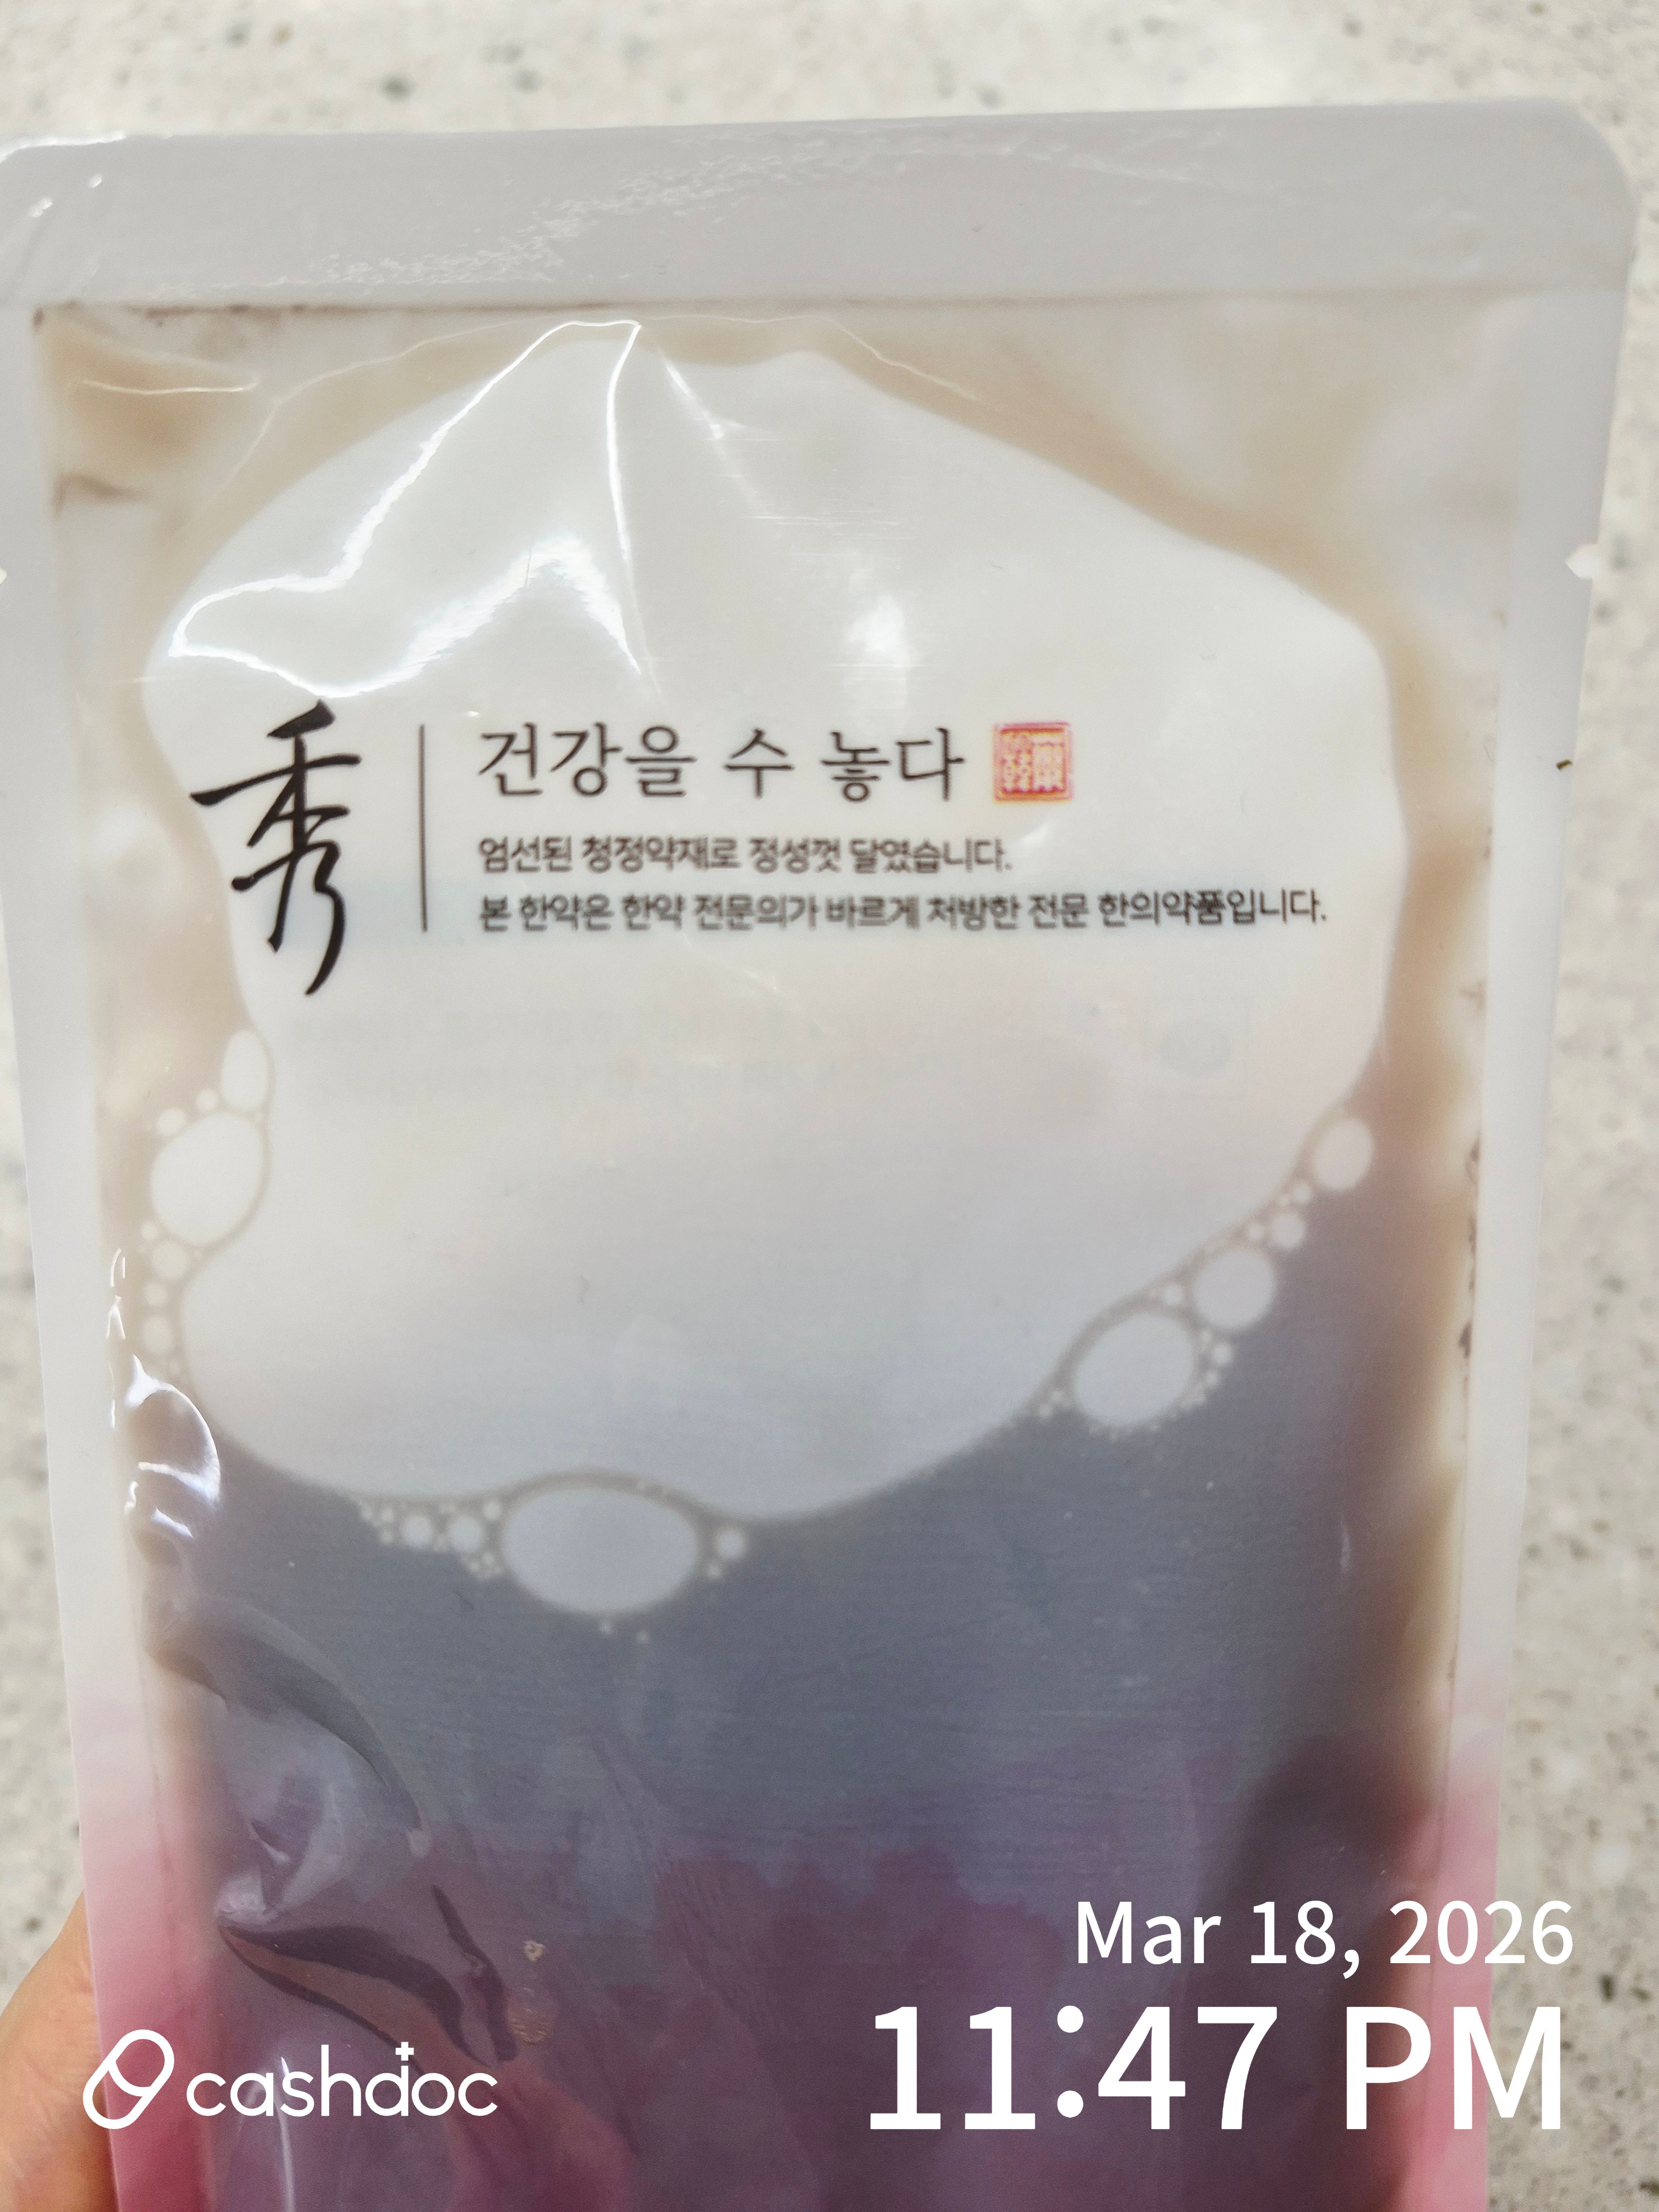 秀
건강을 수 놓다
엄선된 청정약재로 정성껏 달였습니다.
본 한약은 한약 전문의가 바르게 처방한 전문 한의약품입니다.
Mar 18, 2026
11:47 PM
cashdoc